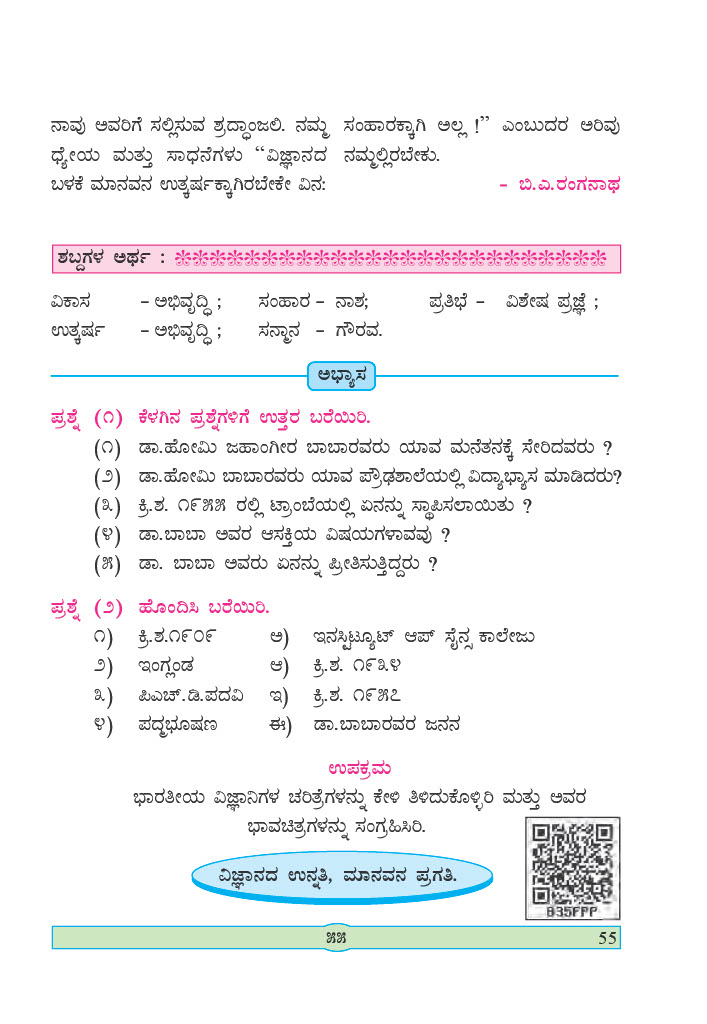 ನಾವು ಅವರಿಗೆ ಸಲ್ಲಿಸುವ ಶ್ರದ್ಧಾಂಜಲಿ. ನಮ್ಮ
ಧ್ಯೇಯ ಮತ್ತು ಸಾಧನೆಗಳು “ವಿಜ್ಞಾನದ
ಬಳಕೆ ಮಾನವನ ಉತ್ಕರ್ಷಕ್ಕಾಗಿರಬೇಕೇ ವಿನಃ
ಸಂಹಾರಕ್ಕಾಗಿ ಅಲ್ಲ !” ಎಂಬುದರ ಅರಿವು
ನಮ್ಮಲ್ಲಿರಬೇಕು.
- ಬಿ.ಎ.ರಂಗನಾಥ
ಶಬ್ದಗಳ ಅರ್ಥ :
ವಿಕಾಸ - ಅಭಿವೃದ್ಧಿ ; ಸಂಹಾರ - ನಾಶ; ಪ್ರತಿಭೆ - ವಿಶೇಷ ಪ್ರಜ್ಞೆ ;
ಉತ್ಕರ್ಷ - ಅಭಿವೃದ್ಧಿ ; ಸನ್ಮಾನ - ಗೌರವ.
ಅಭ್ಯಾಸ
ಪ್ರಶ್ನೆ (೧) ಕೆಳಗಿನ ಪ್ರಶ್ನೆಗಳಿಗೆ ಉತ್ತರ ಬರೆಯಿರಿ.
(೧) ಡಾ.ಹೋಮಿ ಜಹಾಂಗೀರ ಬಾಬಾರವರು ಯಾವ ಮನೆತನಕ್ಕೆ ಸೇರಿದವರು ?
(೨) ಡಾ.ಹೋಮಿ ಬಾಬಾರವರು ಯಾವ ಪ್ರೌಢಶಾಲೆಯಲ್ಲಿ ವಿದ್ಯಾಭ್ಯಾಸ ಮಾಡಿದರು?
(೩) ಕ್ರಿ.ಶ. ೧೯೫೫ ರಲ್ಲಿ ಟ್ರಾಂಬೆಯಲ್ಲಿ ಏನನ್ನು ಸ್ಥಾಪಿಸಲಾಯಿತು ?
(೪) ಡಾ.ಬಾಬಾ ಅವರ ಆಸಕ್ತಿಯ ವಿಷಯಗಳಾವವು ?
(೫) ಡಾ. ಬಾಬಾ ಅವರು ಏನನ್ನು ಪ್ರೀತಿಸುತ್ತಿದ್ದರು ?
ಪ್ರಶ್ನೆ (೨) ಹೊಂದಿಸಿ ಬರೆಯಿರಿ.
೧) ಕ್ರಿ.ಶ.೧೯೦೯ ಅ) ಇನಸ್ಟಿಟ್ಯೂಟ್ ಆಪ್ ಸೈನ್ಸ ಕಾಲೇಜು
೨) ಇಂಗ್ಲಂಡ ಆ) ಕ್ರಿ.ಶ. ೧೯೩೪
೩) ಪಿಎಚ್.ಡಿ.ಪದವಿ ಇ) ಕ್ರಿ.ಶ. ೧೯೫೭
೪) ಪದ್ಮಭೂಷಣ ಈ) ಡಾ.ಬಾಬಾರವರ ಜನನ
ಉಪಕ್ರಮ
ಭಾರತೀಯ ವಿಜ್ಞಾನಿಗಳ ಚರಿತ್ರೆಗಳನ್ನು ಕೇಳಿ ತಿಳಿದುಕೊಳ್ಳಿರಿ ಮತ್ತು ಅವರ
ಭಾವಚಿತ್ರಗಳನ್ನು ಸಂಗ್ರಹಿಸಿರಿ.
ವಿಜ್ಞಾನದ ಉನ್ನತಿ, ಮಾನವನ ಪ್ರಗತಿ.
B35FPP
೫೫
55